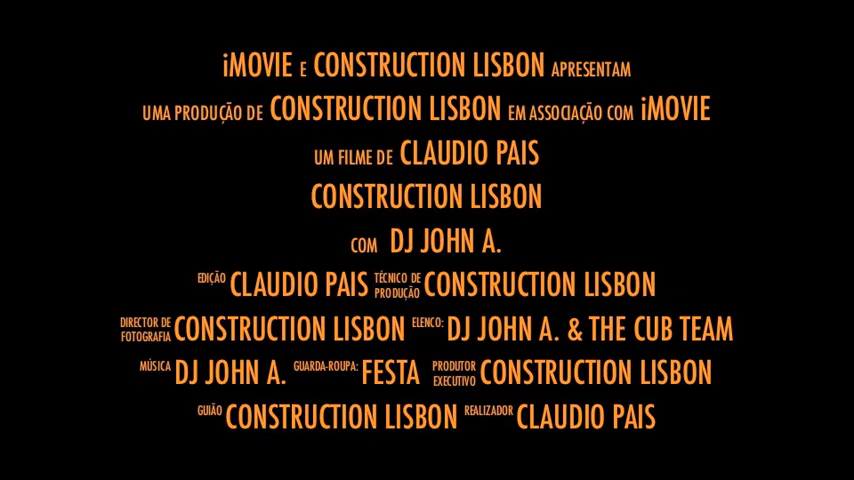 iMOVIE E CONSTRUCTION LISBON APRESENTAM
UMA PRODUÇÃO DE CONSTRUCTION LISBON EM ASSOCIAÇÃO COM iMOVIE
UM FILME DE CLAUDIO PAIS
CONSTRUCTION LISBON
COM DJ JOHN A.
EDIÇÃO CLAUDIO PAIS TÉCNICO DE PRODUÇÃO CONSTRUCTION LISBON
DIRECTOR DE FOTOGRAFIA CONSTRUCTION LISBON ELENCO: DJ JOHN A. & THE CUB TEAM
MÚSICA DJ JOHN A. GUARDA-ROUPA: FESTA PRODUTOR EXECUTIVO CONSTRUCTION LISBON
GUIÃO CONSTRUCTION LISBON REALIZADOR CLAUDIO PAIS